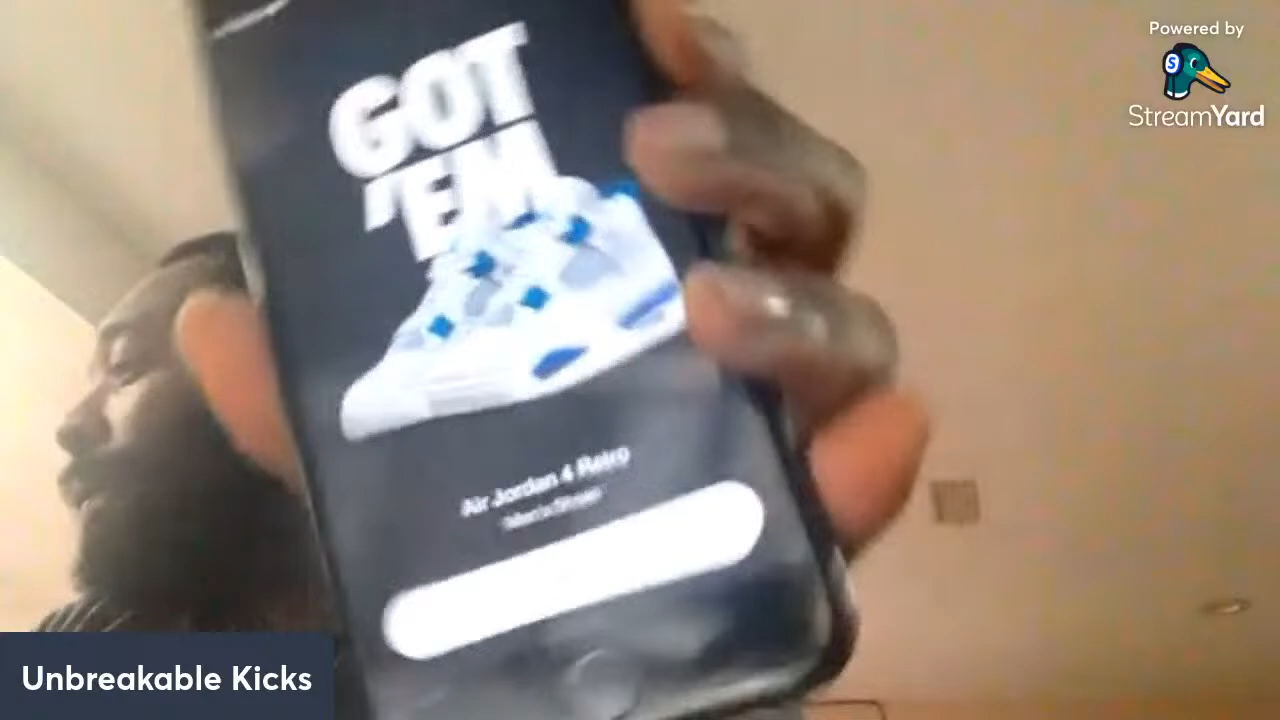 Powered by
StreamYard
GOT
'EM
Air Jordan 4 Retro
Unbreakable Kicks